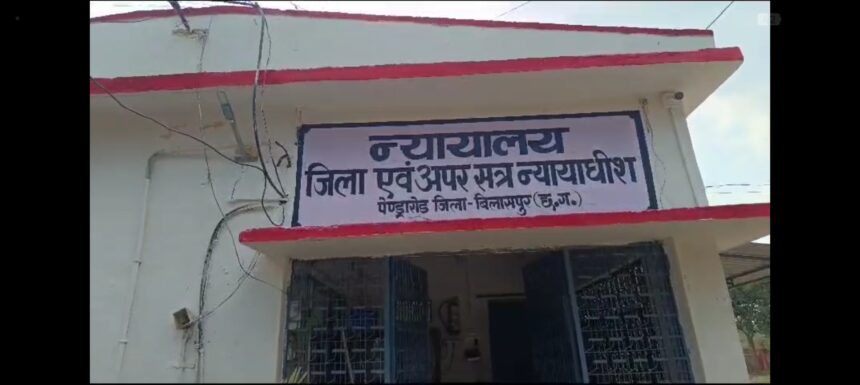 न्यायालय
जिला एवं अपर सत्र न्यायाधीश
पेण्ड्रारोड जिला-बिलासपुर (छ.ग.)